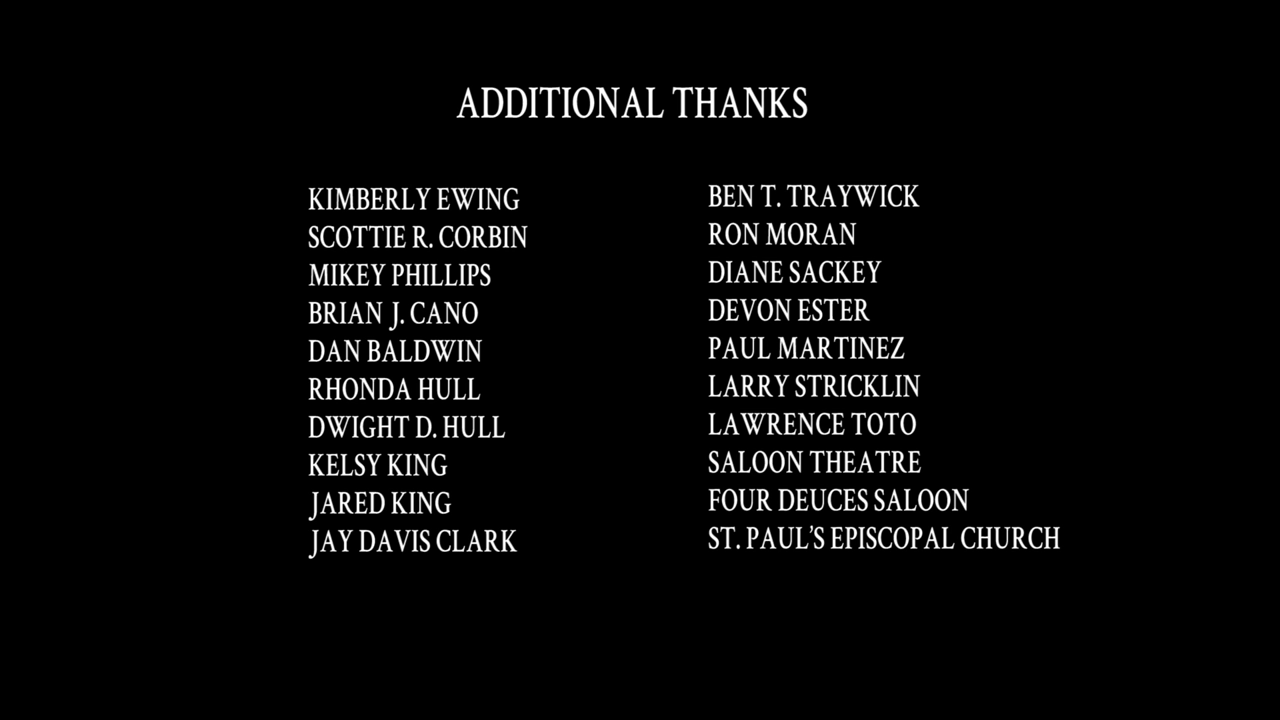 ADDITIONAL THANKS
KIMBERLY EWING
SCOTTIE R. CORBIN
MIKEY PHILLIPS
BRIAN J. CANO
DAN BALDWIN
RHONDA HULL
DWIGHT D. HULL
KELSY KING
JARED KING
JAY DAVIS CLARK
BEN T. TRAYWICK
RON MORAN
DIANE SACKEY
DEVON ESTER
PAUL MARTINEZ
LARRY STRICKLIN
LAWRENCE TOTO
SALOON THEATRE
FOUR DEUCES SALOON
ST. PAUL’S EPISCOPAL CHURCH